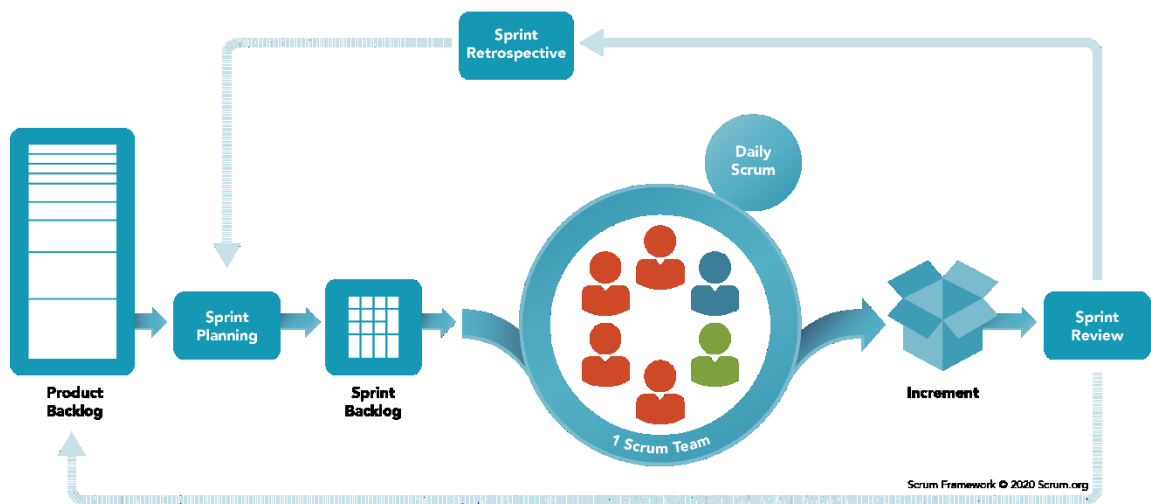 Sprint
Retrospective
Daily
Scrum
Sprint
Planning
Sprint
Review
Product
Backlog
Sprint
Backlog
Increment
1 Scrum Team
Scrum Framework © 2020 Scrum.org